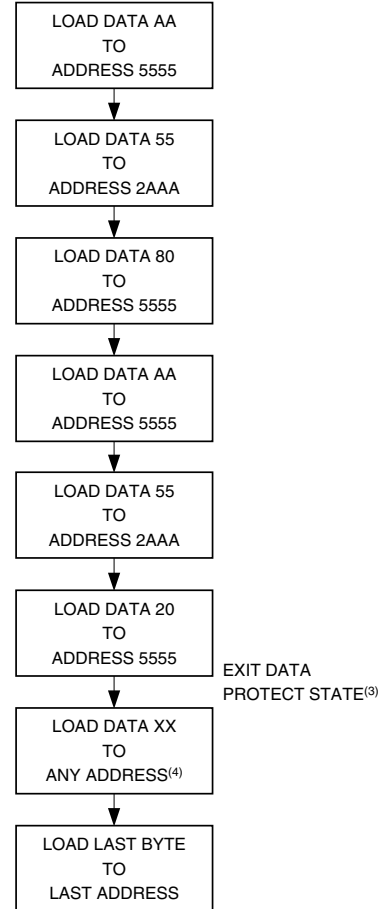 LOAD DATA AA
TO
ADDRESS 5555
LOAD DATA 55
TO
ADDRESS 2AAA
LOAD DATA 80
TO
ADDRESS 5555
LOAD DATA AA
TO
ADDRESS 5555
LOAD DATA 55
TO
ADDRESS 2AAA
LOAD DATA 20
TO
ADDRESS 5555
EXIT DATA
PROTECT STATE(3)
LOAD DATA XX
TO
ANY ADDRESS(4)
LOAD LAST BYTE
TO
LAST ADDRESS